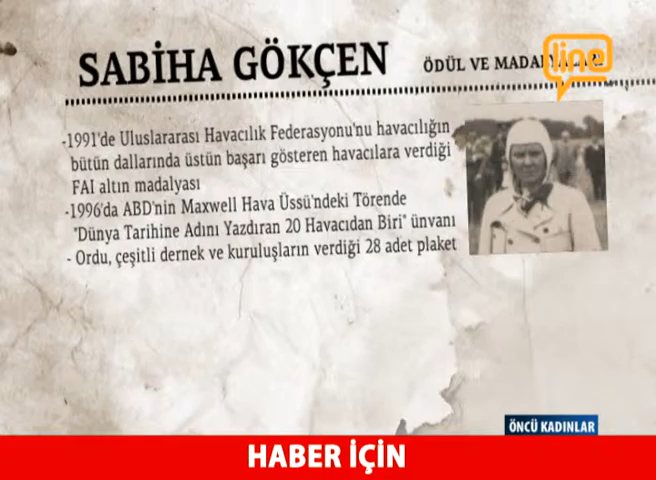 SABİHA GÖKÇEN
ÖDÜL VE
line
-1991'de Uluslararası Havacılık Federasyonu'nu havacılığın
bütün dallarında üstün başarı gösteren havacılara verdiği
FAI altın madalyası
-1996'da ABD'nin Maxwell Hava Üssü'ndeki Törende
"Dünya Tarihine Adını Yazdıran 20 Havacıdan Biri" ünvanı
- Ordu, çeşitli dernek ve kuruluşların verdiği 28 adet plaket
ÖNCÜ KADINLAR
HABER İÇİN